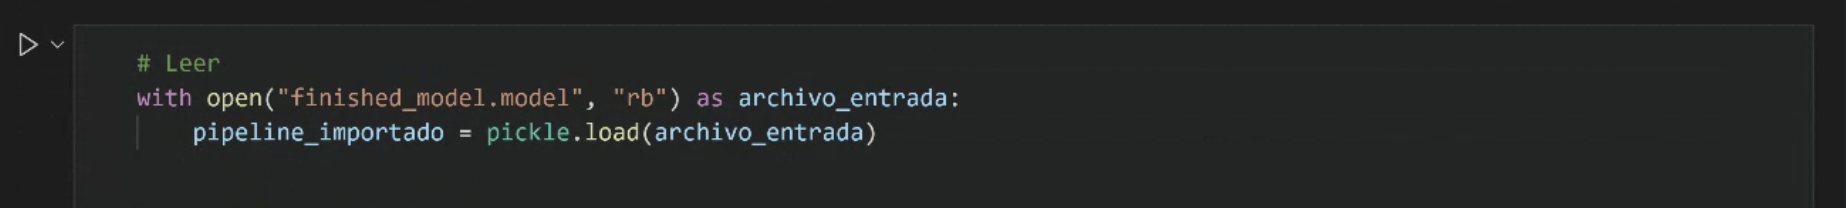 # Leer
with open("finished_model.model", "rb") as archivo_entrada:
    pipeline_importado = pickle.load(archivo_entrada)